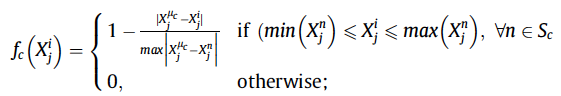 f_c(X_j^i) = { 1 − |X_j^{μ_c} − X_j^i| / max|X_j^{μ_c} − X_j^n|   if (min(X_j^n) ⩽ X_j^i ⩽ max(X_j^n), ∀n ∈ S_c
0,   otherwise;